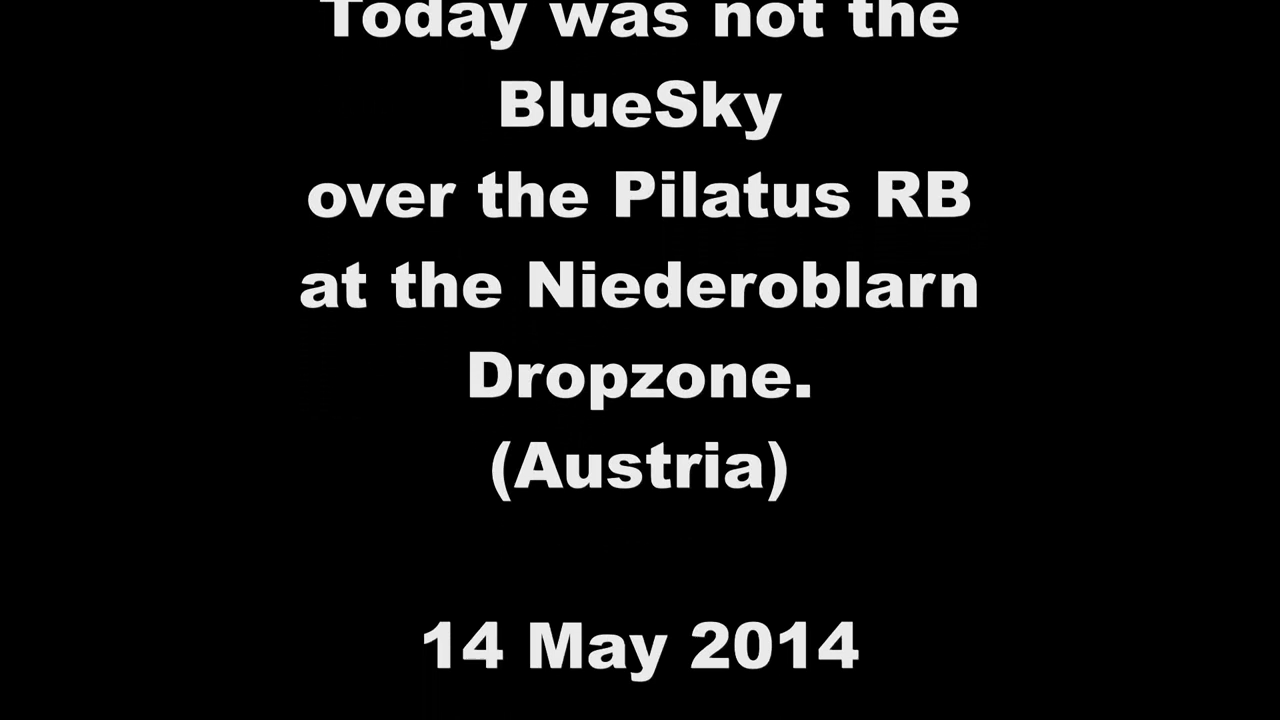 Today was not the
BlueSky
over the Pilatus RB
at the Niederoblarn
Dropzone.
(Austria)
14 May 2014